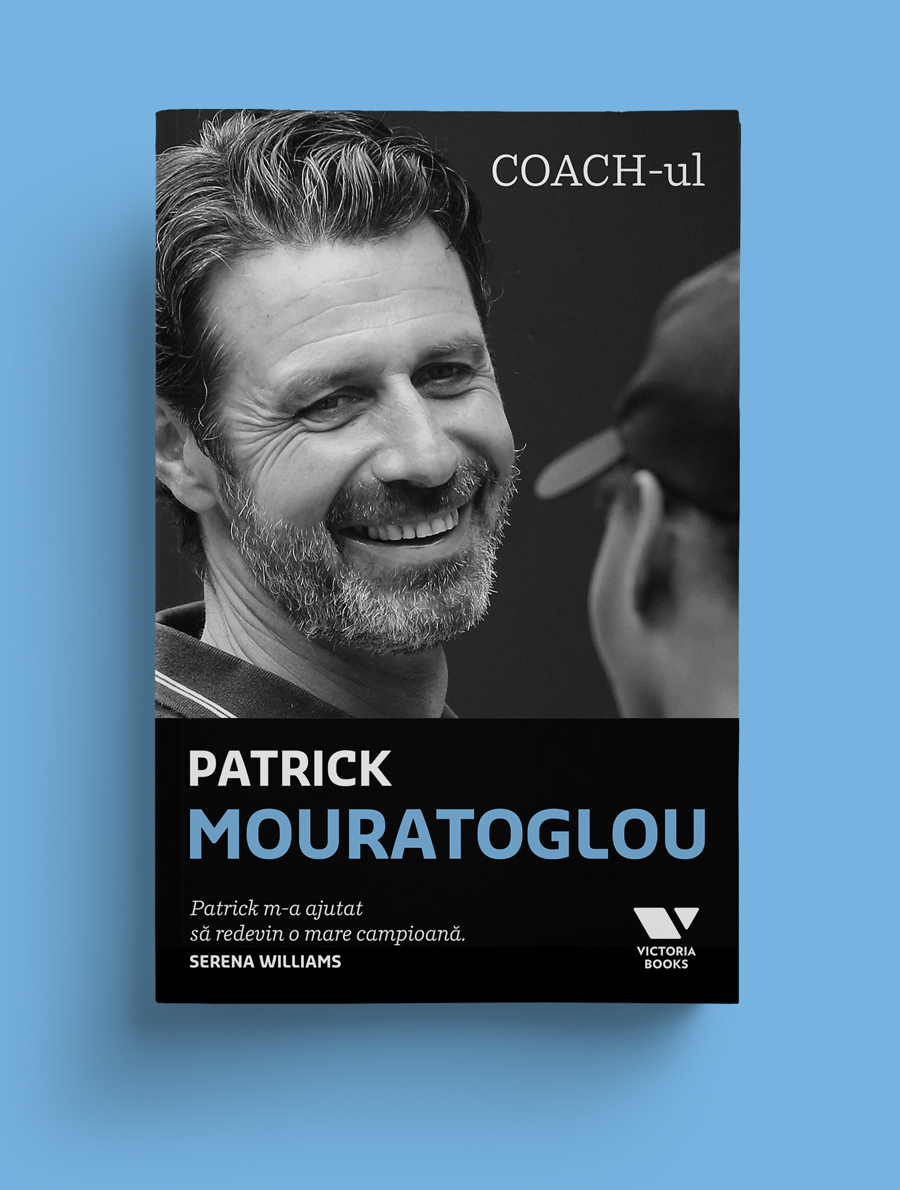 COACH-ul
PATRICK
MOURATOGLOU
Patrick m-a ajutat
să redevin o mare campioană.
SERENA WILLIAMS
VICTORIA
BOOKS